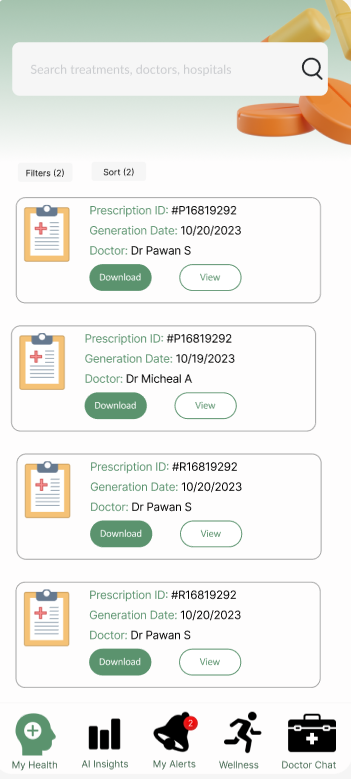 Search treatments, doctors, hospitals
Filters (2)
Sort (2)
Prescription ID: #P16819292
Generation Date: 10/20/2023
Doctor: Dr Pawan S
Download
View
Prescription ID: #P16819292
Generation Date: 10/19/2023
Doctor: Dr Micheal A
Download
View
Prescription ID: #R16819292
Generation Date: 10/20/2023
Doctor: Dr Pawan S
Download
View
Prescription ID: #R16819292
Generation Date: 10/20/2023
Doctor: Dr Pawan S
Download
View
2
My Health
AI Insights
My Alerts
Wellness
Doctor Chat